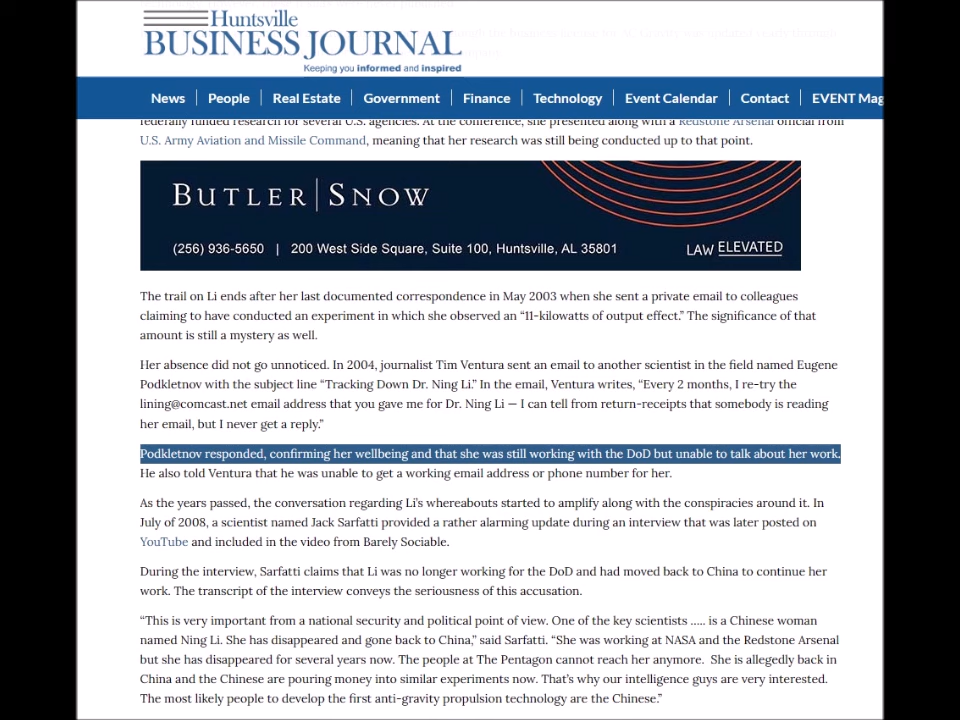 Huntsville
BUSINESS JOURNAL
Keeping you informed and inspired
News People Real Estate Government Finance Technology Event Calendar Contact EVENT Mag
federally funded research for several U.S. agencies. At the conference, she presented along with a Redstone Arsenal official from
U.S. Army Aviation and Missile Command, meaning that her research was still being conducted up to that point.
BUTLER | SNOW
(256) 936-5650 | 200 West Side Square, Suite 100, Huntsville, AL 35801
LAW ELEVATED
The trail on Li ends after her last documented correspondence in May 2003 when she sent a private email to colleagues
claiming to have conducted an experiment in which she observed an “11-kilowatts of output effect.” The significance of that
amount is still a mystery as well.
Her absence did not go unnoticed. In 2004, journalist Tim Ventura sent an email to another scientist in the field named Eugene
Podkletnov with the subject line “Tracking Down Dr. Ning Li.” In the email, Ventura writes, “Every 2 months, I re-try the
lining@comcast.net email address that you gave me for Dr. Ning Li — I can tell from return-receipts that somebody is reading
her email, but I never get a reply.”
Podkletnov responded, confirming her wellbeing and that she was still working with the DoD but unable to talk about her work.
He also told Ventura that he was unable to get a working email address or phone number for her.
As the years passed, the conversation regarding Li’s whereabouts started to amplify along with the conspiracies around it. In
July of 2008, a scientist named Jack Sarfatti provided a rather alarming update during an interview that was later posted on
YouTube and included in the video from Barely Sociable.
During the interview, Sarfatti claims that Li was no longer working for the DoD and had moved back to China to continue her
work. The transcript of the interview conveys the seriousness of this accusation.
“This is very important from a national security and political point of view. One of the key scientists ..... is a Chinese woman
named Ning Li. She has disappeared and gone back to China,” said Sarfatti. “She was working at NASA and the Redstone Arsenal
but she has disappeared for several years now. The people at The Pentagon cannot reach her anymore. She is allegedly back in
China and the Chinese are pouring money into similar experiments now. That’s why our intelligence guys are very interested.
The most likely people to develop the first anti-gravity propulsion technology are the Chinese.”